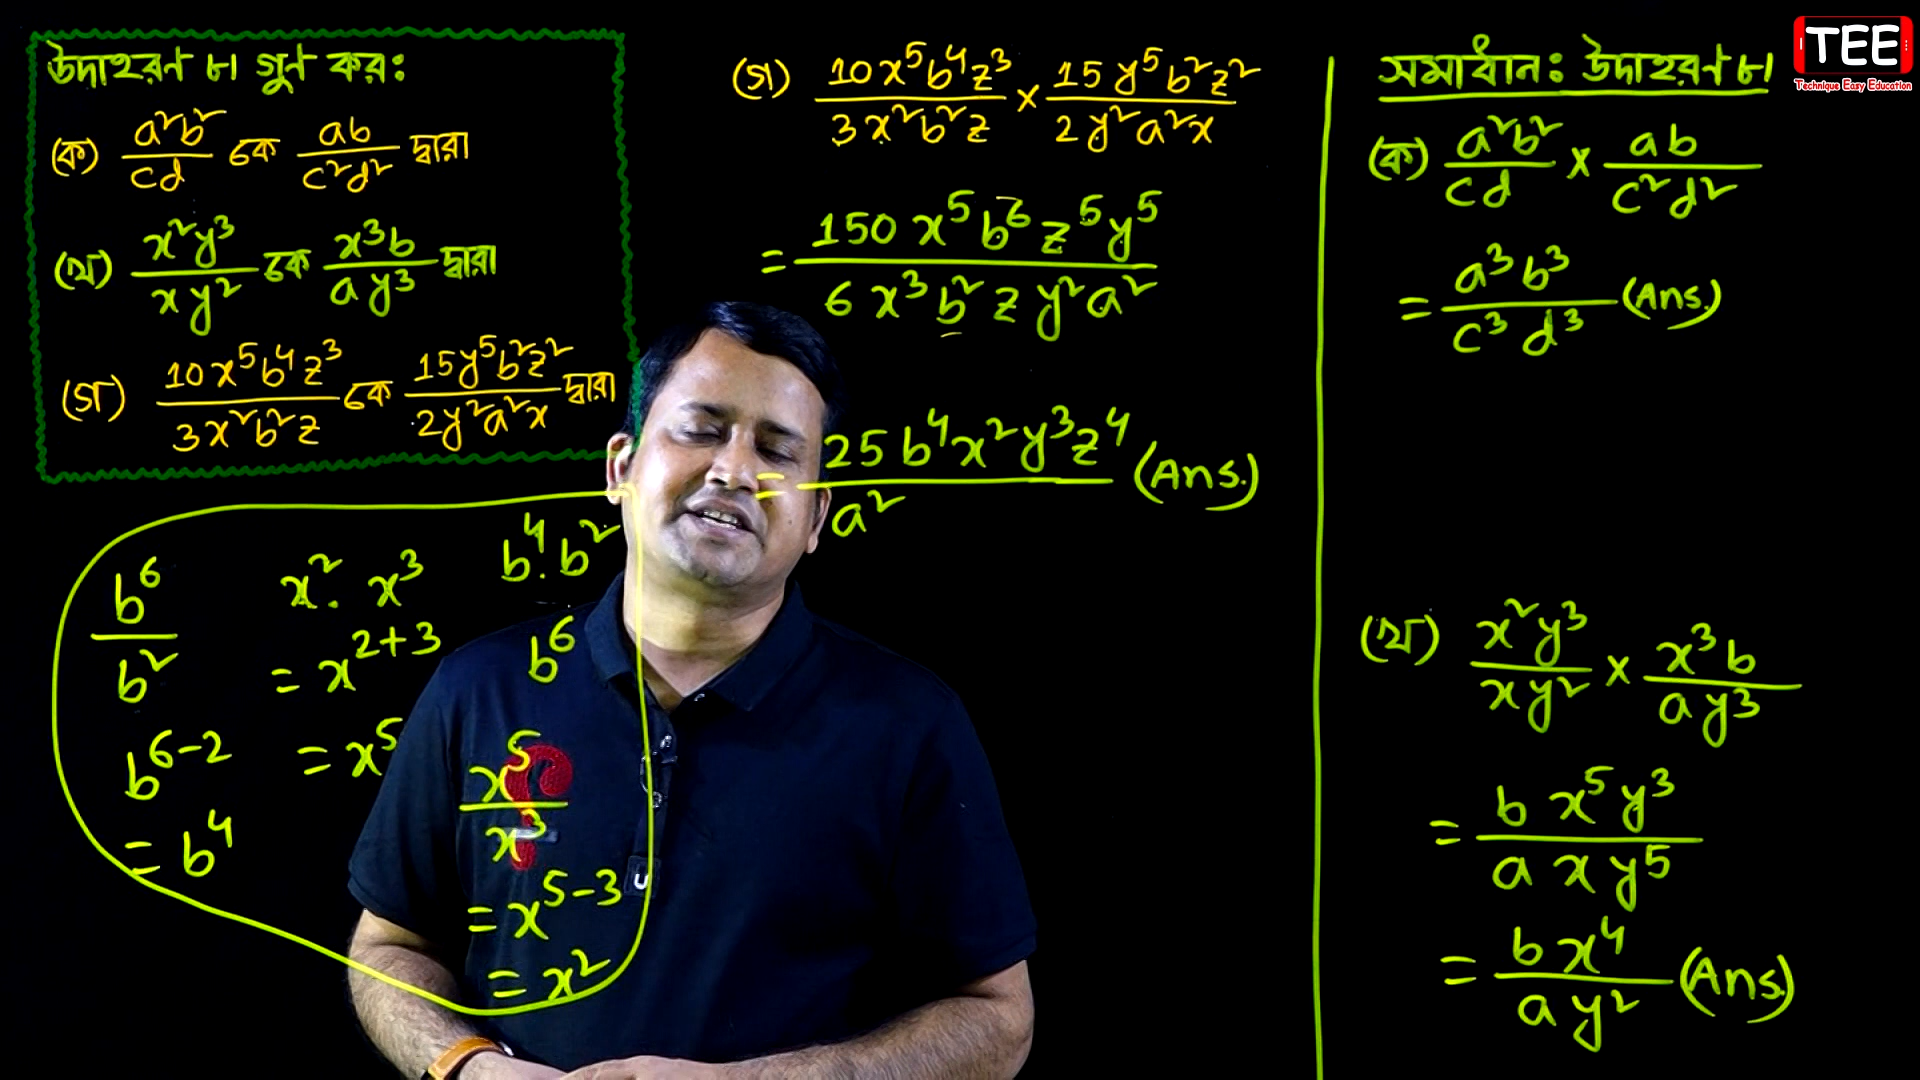 উদাহরণ ৮। গুণ কর:
(ক) a²b²/cd কে ab/c²d² দ্বারা
(খ) x²y³/xy² কে x³b/ay³ দ্বারা
(গ) 10x⁵b⁴z³/3x²b²z কে 15y⁵b²z²/2y²a²x দ্বারা
b⁶/b²
b⁶⁻²
= b⁴
x². x³
= x²⁺³
= x⁵
b⁴.b²
b⁶
x⁵/x³
= x⁵⁻³
= x²
(গ) 10x⁵b⁴z³/3x²b²z × 15y⁵b²z²/2y²a²x
= 150x⁵b⁶z⁵y⁵/6x³b²zy²a²
= 25b⁴x²y³z⁴/a² (Ans.)
TEE
Technique Easy Education
সমাধান: উদাহরণ ৮।
(ক) a²b²/cd × ab/c²d²
= a³b³/c³d³ (Ans.)
(খ) x²y³/xy² × x³b/ay³
= bx⁵y³/axy⁵
= bx⁴/ay² (Ans.)